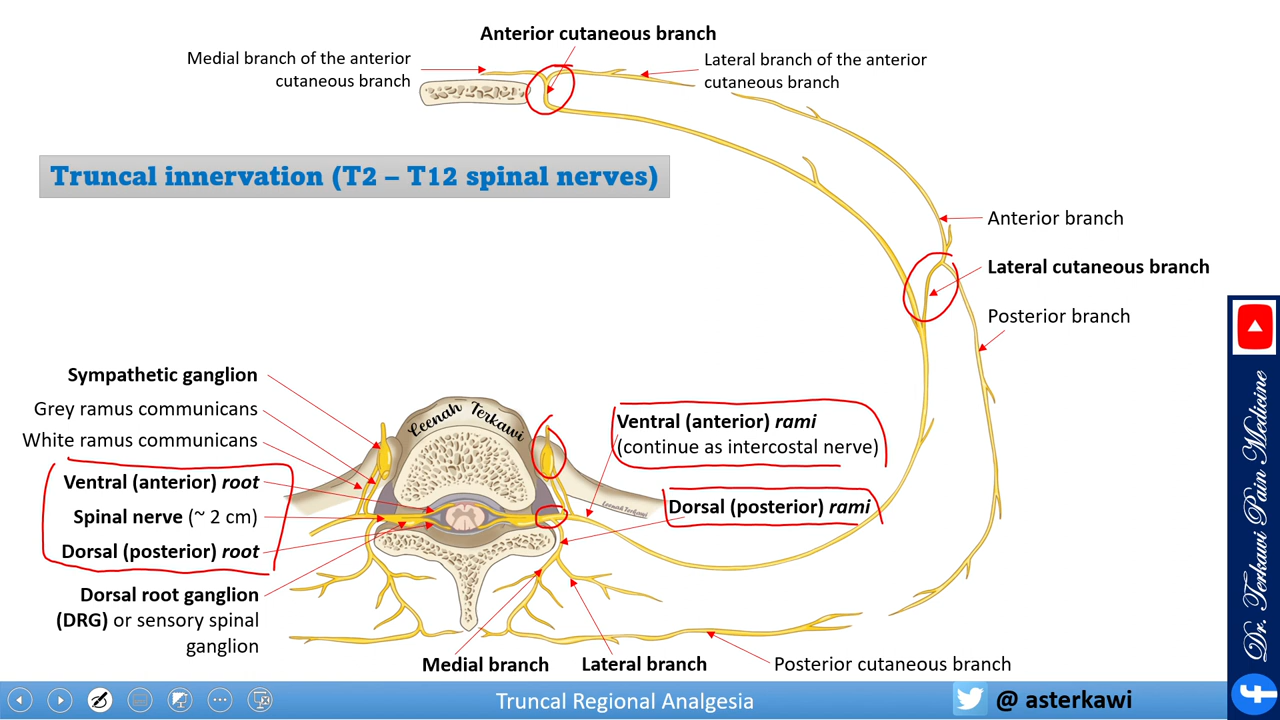 Anterior cutaneous branch
Medial branch of the anterior
cutaneous branch
Lateral branch of the anterior
cutaneous branch
Truncal innervation (T2 – T12 spinal nerves)
Anterior branch
Lateral cutaneous branch
Posterior branch
Sympathetic ganglion
Grey ramus communicans
White ramus communicans
Ventral (anterior) root
Spinal nerve (~ 2 cm)
Dorsal (posterior) root
Dorsal root ganglion
(DRG) or sensory spinal
ganglion
Leenah Terkawi
Ventral (anterior) rami
(continue as intercostal nerve)
Leenah Terkawi
Dorsal (posterior) rami
Medial branch
Lateral branch
Posterior cutaneous branch
Dr. Terkawi Pain Medicine
Truncal Regional Analgesia
@ asterkawi